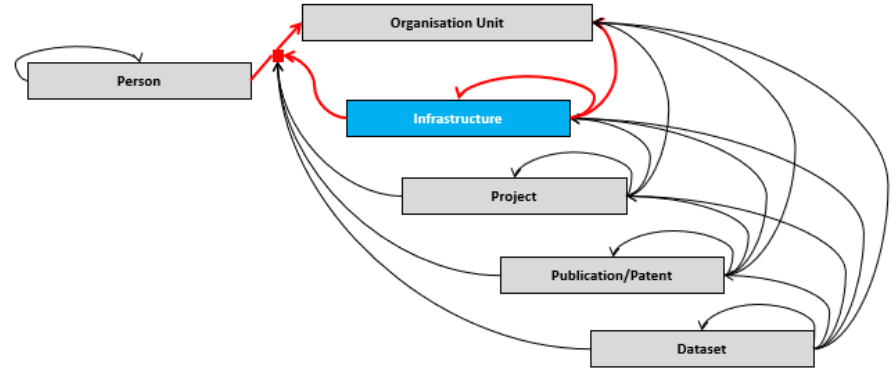 Organisation Unit
Person
Infrastructure
Project
Publication/Patent
Dataset